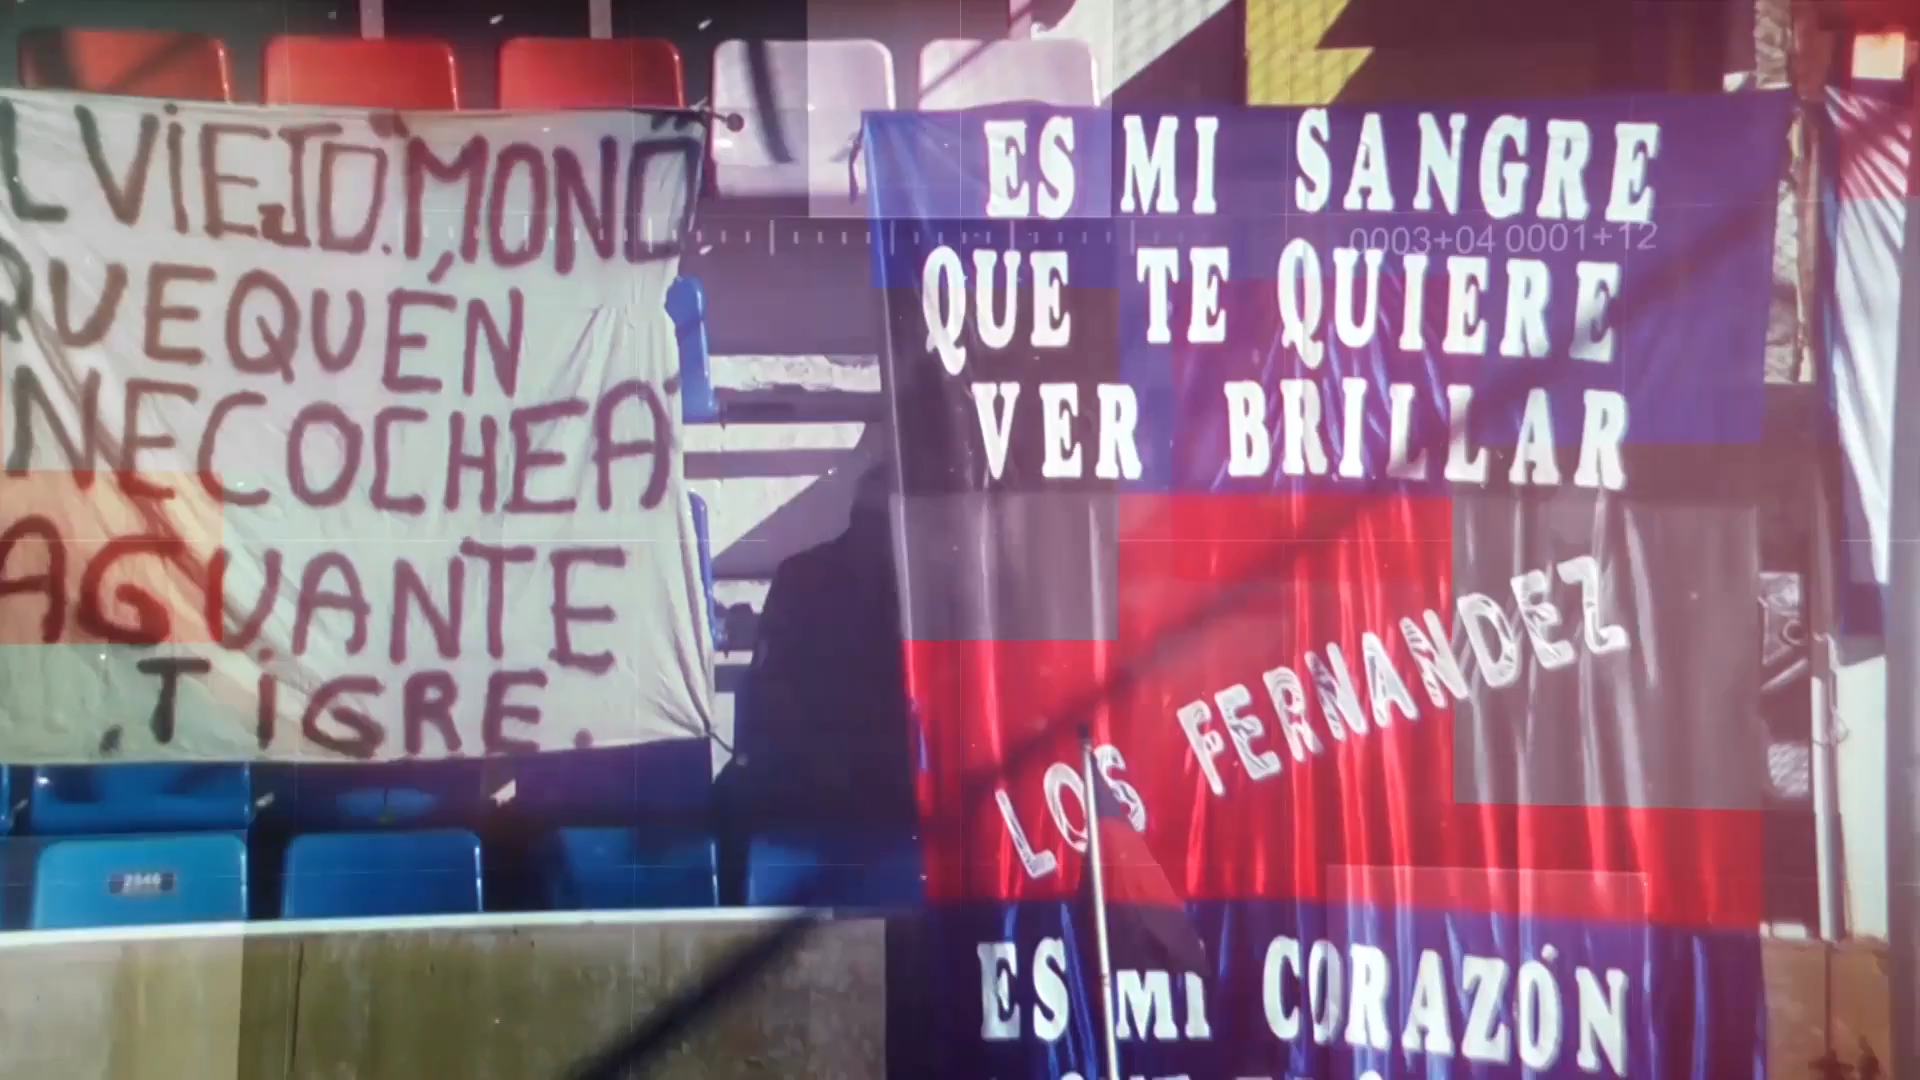 L VIEJO "MONO"
QUEQUÉN
NECOCHEA
AGUANTE
TIGRE.
ES MI SANGRE
0003+04 0001+12
QUE TE QUIERE
VER BRILLAR
LOS FERNANDEZ
ES MI CORAZÓN
2846